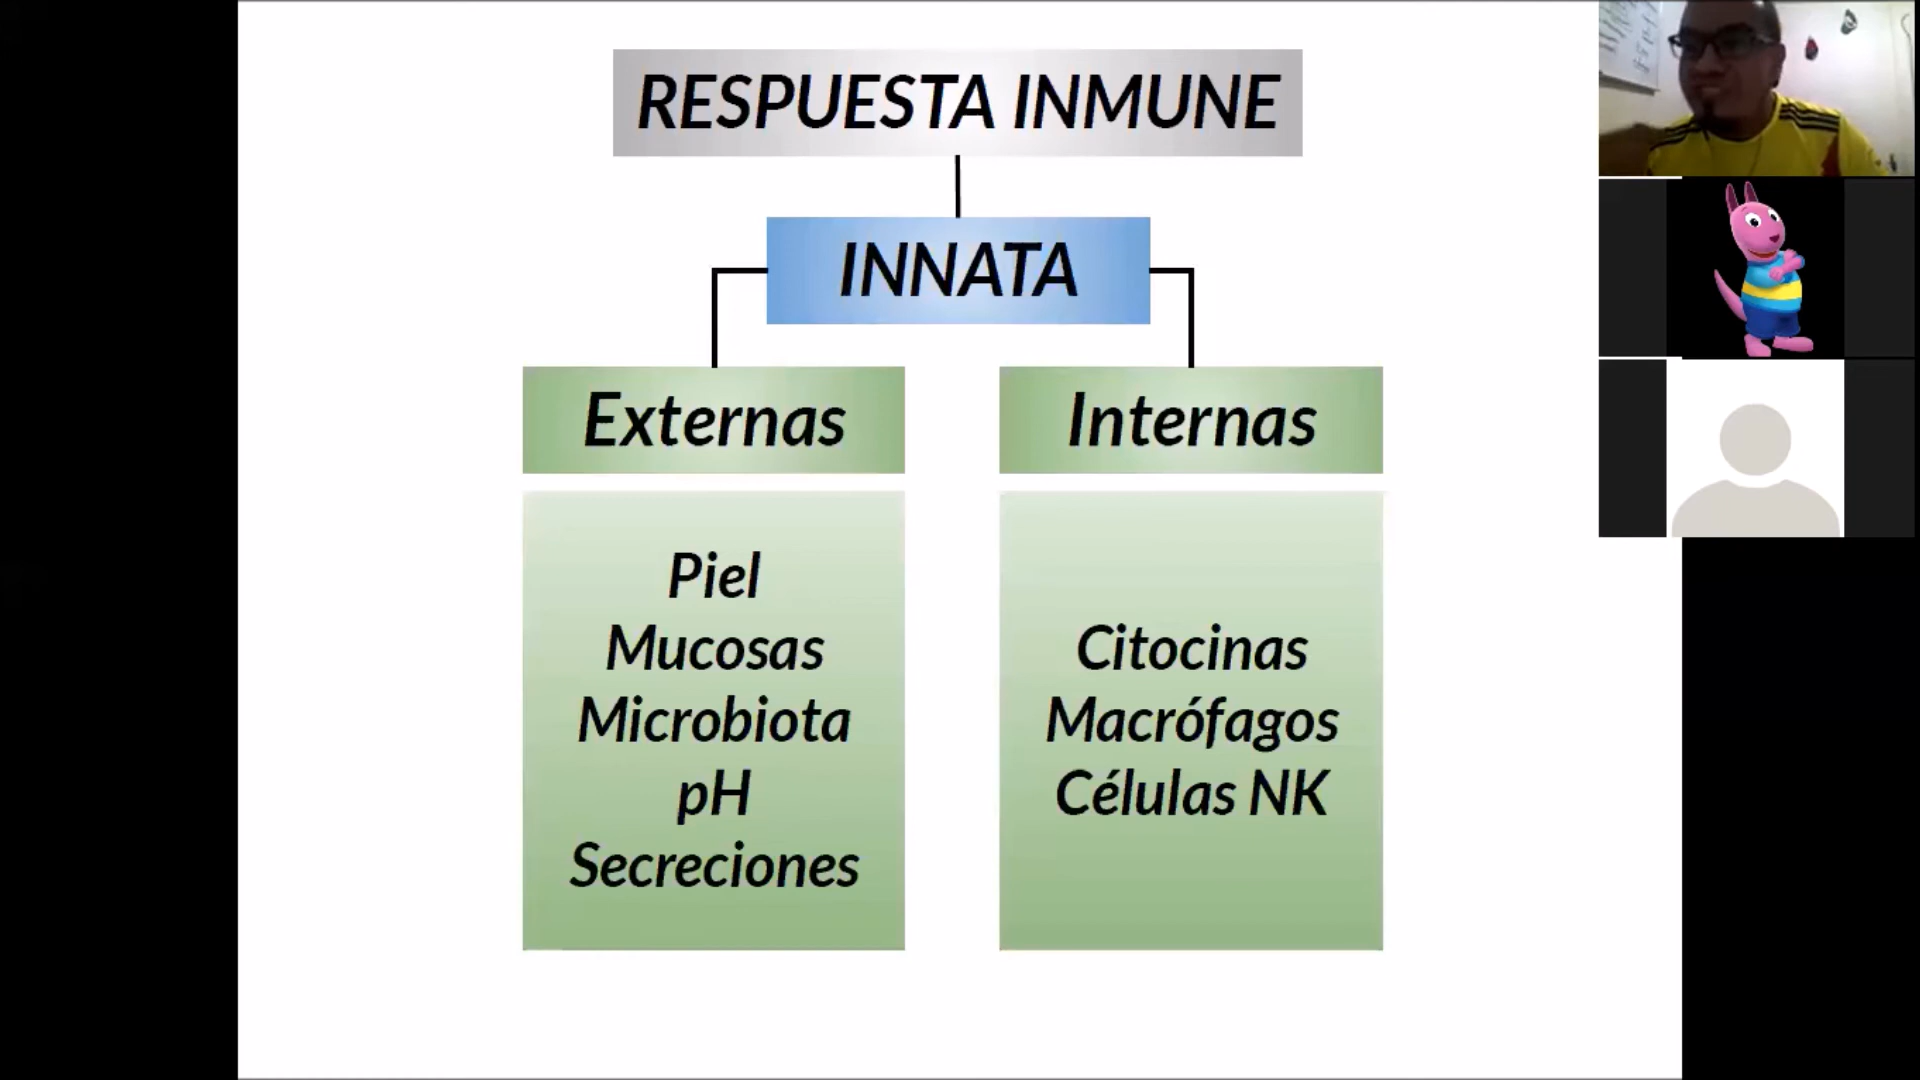 RESPUESTA INMUNE
INNATA
Externas
Internas
Piel
Mucosas
Microbiota
pH
Secreciones
Citocinas
Macrófagos
Células NK